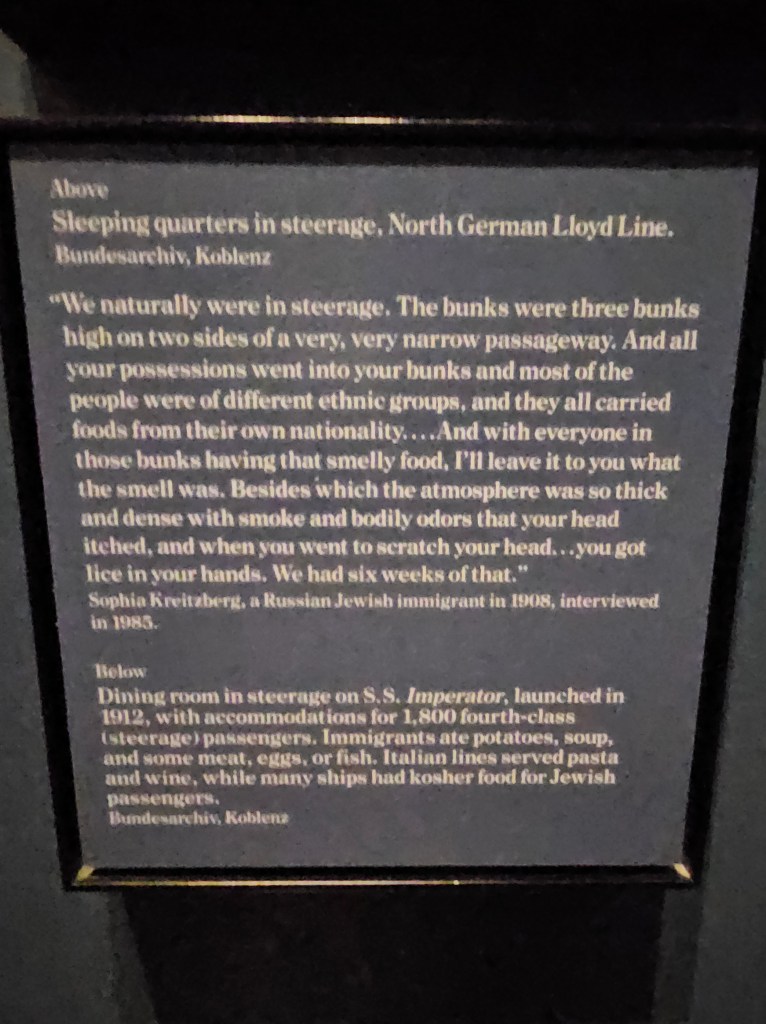 Above
Sleeping quarters in steerage, North German Lloyd Line.
Bundesarchiv, Koblenz
“We naturally were in steerage. The bunks were three bunks
high on two sides of a very, very narrow passageway. And all
your possessions went into your bunks and most of the
people were of different ethnic groups, and they all carried
foods from their own nationality....And with everyone in
those bunks having that smelly food, I’ll leave it to you what
the smell was. Besides which the atmosphere was so thick
and dense with smoke and bodily odors that your head
itched, and when you went to scratch your head...you got
lice in your hands. We had six weeks of that.”
Sophia Kreitzberg, a Russian Jewish immigrant in 1908, interviewed
in 1985.
Below
Dining room in steerage on S.S. Imperator, launched in
1912, with accommodations for 1,800 fourth-class
(steerage) passengers. Immigrants ate potatoes, soup,
and some meat, eggs, or fish. Italian lines served pasta
and wine, while many ships had kosher food for Jewish
passengers.
Bundesarchiv, Koblenz